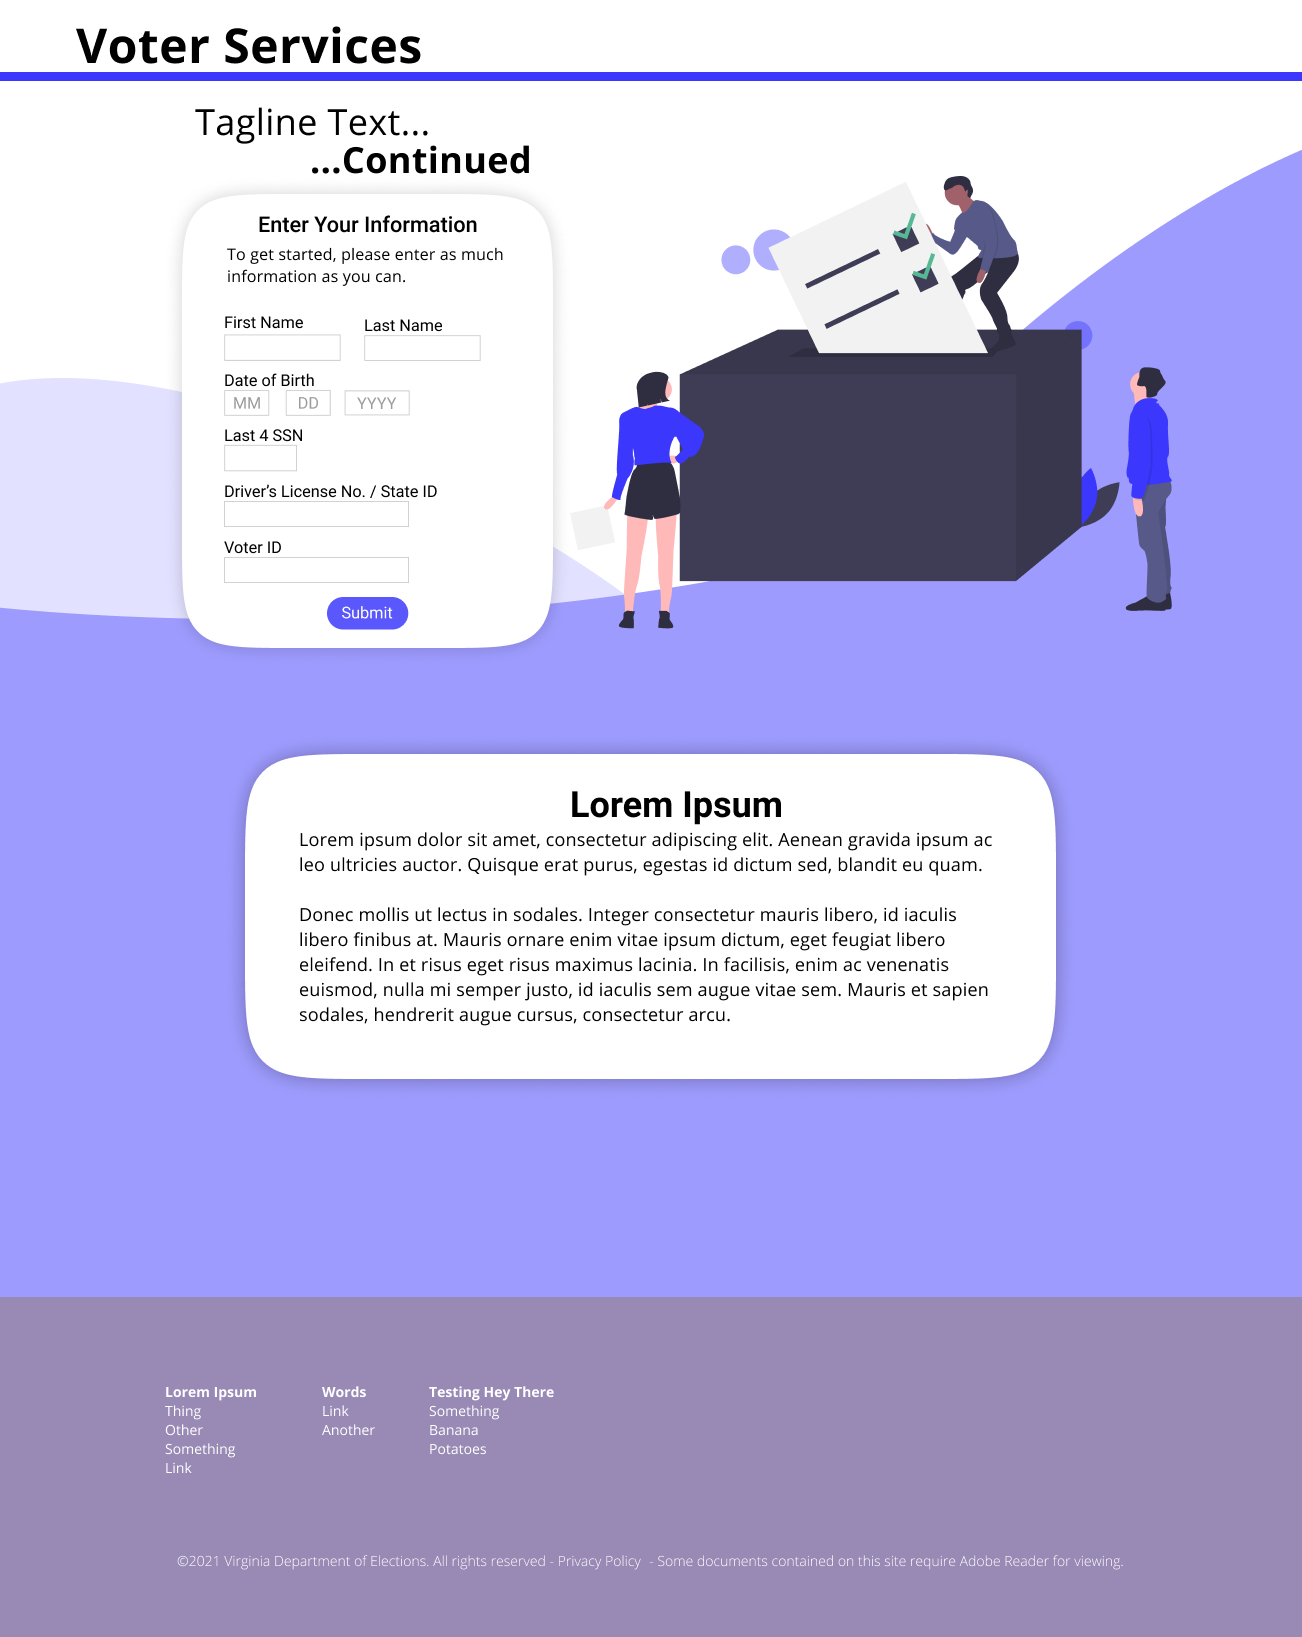 Voter Services
Tagline Text...
...Continued
Enter Your Information
To get started, please enter as much
information as you can.
First Name
Last Name
Date of Birth
MM
DD
YYYY
Last 4 SSN
Driver's License No. / State ID
Voter ID
Submit
Lorem Ipsum
Lorem ipsum dolor sit amet, consectetur adipiscing elit. Aenean gravida ipsum ac
leo ultricies auctor. Quisque erat purus, egestas id dictum sed, blandit eu quam.
Donec mollis ut lectus in sodales. Integer consectetur mauris libero, id iaculis
libero finibus at. Mauris ornare enim vitae ipsum dictum, eget feugiat libero
eleifend. In et risus eget risus maximus lacinia. In facilisis, enim ac venenatis
euismod, nulla mi semper justo, id iaculis sem augue vitae sem. Mauris et sapien
sodales, hendrerit augue cursus, consectetur arcu.
Lorem Ipsum
Thing
Other
Something
Link
Words
Link
Another
Testing Hey There
Something
Banana
Potatoes
©2021 Virginia Department of Elections. All rights reserved - Privacy Policy  - Some documents contained on this site require Adobe Reader for viewing.